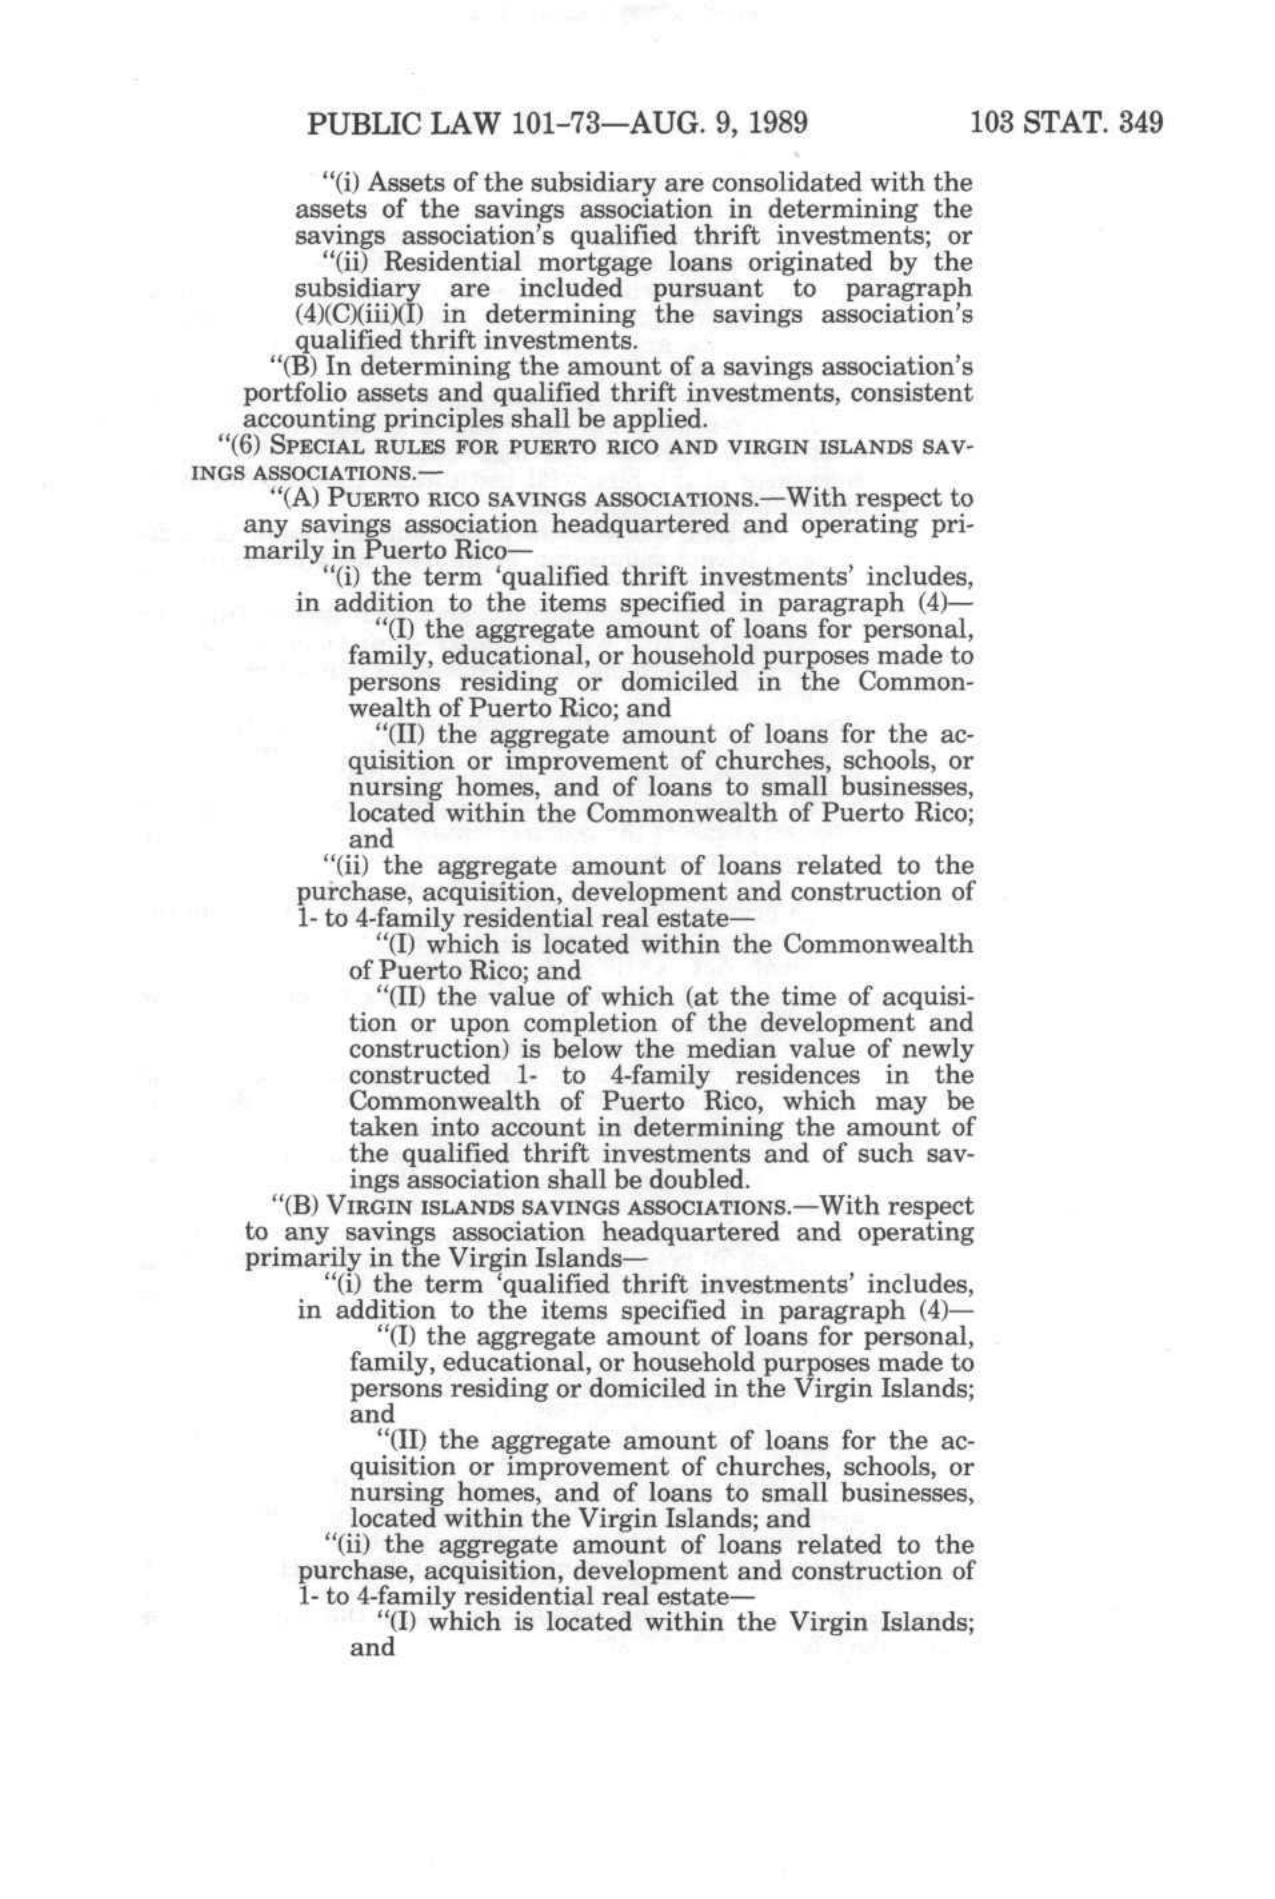 PUBLIC LAW 101-73—AUG. 9, 1989 103 STAT. 349
“(i) Assets of the subsidiary are consolidated with the
assets of the savings association in determining the
savings association's qualified thrift investments; or
“(ii) Residential mortgage loans originated by the
subsidiary are included pursuant to paragraph
(4)(C)(iii)(I) in determining the savings association's
qualified thrift investments.
“(B) In determining the amount of a savings association's
portfolio assets and qualified thrift investments, consistent
accounting principles shall be applied.
“(6) SPECIAL RULES FOR PUERTO RICO AND VIRGIN ISLANDS SAV-
INGS ASSOCIATIONS.—
“(A) PUERTO RICO SAVINGS ASSOCIATIONS.—With respect to
any savings association headquartered and operating pri-
marily in Puerto Rico—
“(i) the term ‘qualified thrift investments’ includes,
in addition to the items specified in paragraph (4)—
“(I) the aggregate amount of loans for personal,
family, educational, or household purposes made to
persons residing or domiciled in the Common-
wealth of Puerto Rico; and
“(II) the aggregate amount of loans for the ac-
quisition or improvement of churches, schools, or
nursing homes, and of loans to small businesses,
located within the Commonwealth of Puerto Rico;
and
“(ii) the aggregate amount of loans related to the
purchase, acquisition, development and construction of
1- to 4-family residential real estate—
“(I) which is located within the Commonwealth
of Puerto Rico; and
“(II) the value of which (at the time of acquisi-
tion or upon completion of the development and
construction) is below the median value of newly
constructed 1- to 4-family residences in the
Commonwealth of Puerto Rico, which may be
taken into account in determining the amount of
the qualified thrift investments and of such sav-
ings association shall be doubled.
“(B) VIRGIN ISLANDS SAVINGS ASSOCIATIONS.—With respect
to any savings association headquartered and operating
primarily in the Virgin Islands—
“(i) the term ‘qualified thrift investments’ includes,
in addition to the items specified in paragraph (4)—
“(I) the aggregate amount of loans for personal,
family, educational, or household purposes made to
persons residing or domiciled in the Virgin Islands;
and
“(II) the aggregate amount of loans for the ac-
quisition or improvement of churches, schools, or
nursing homes, and of loans to small businesses,
located within the Virgin Islands; and
“(ii) the aggregate amount of loans related to the
purchase, acquisition, development and construction of
1- to 4-family residential real estate—
“(I) which is located within the Virgin Islands;
and